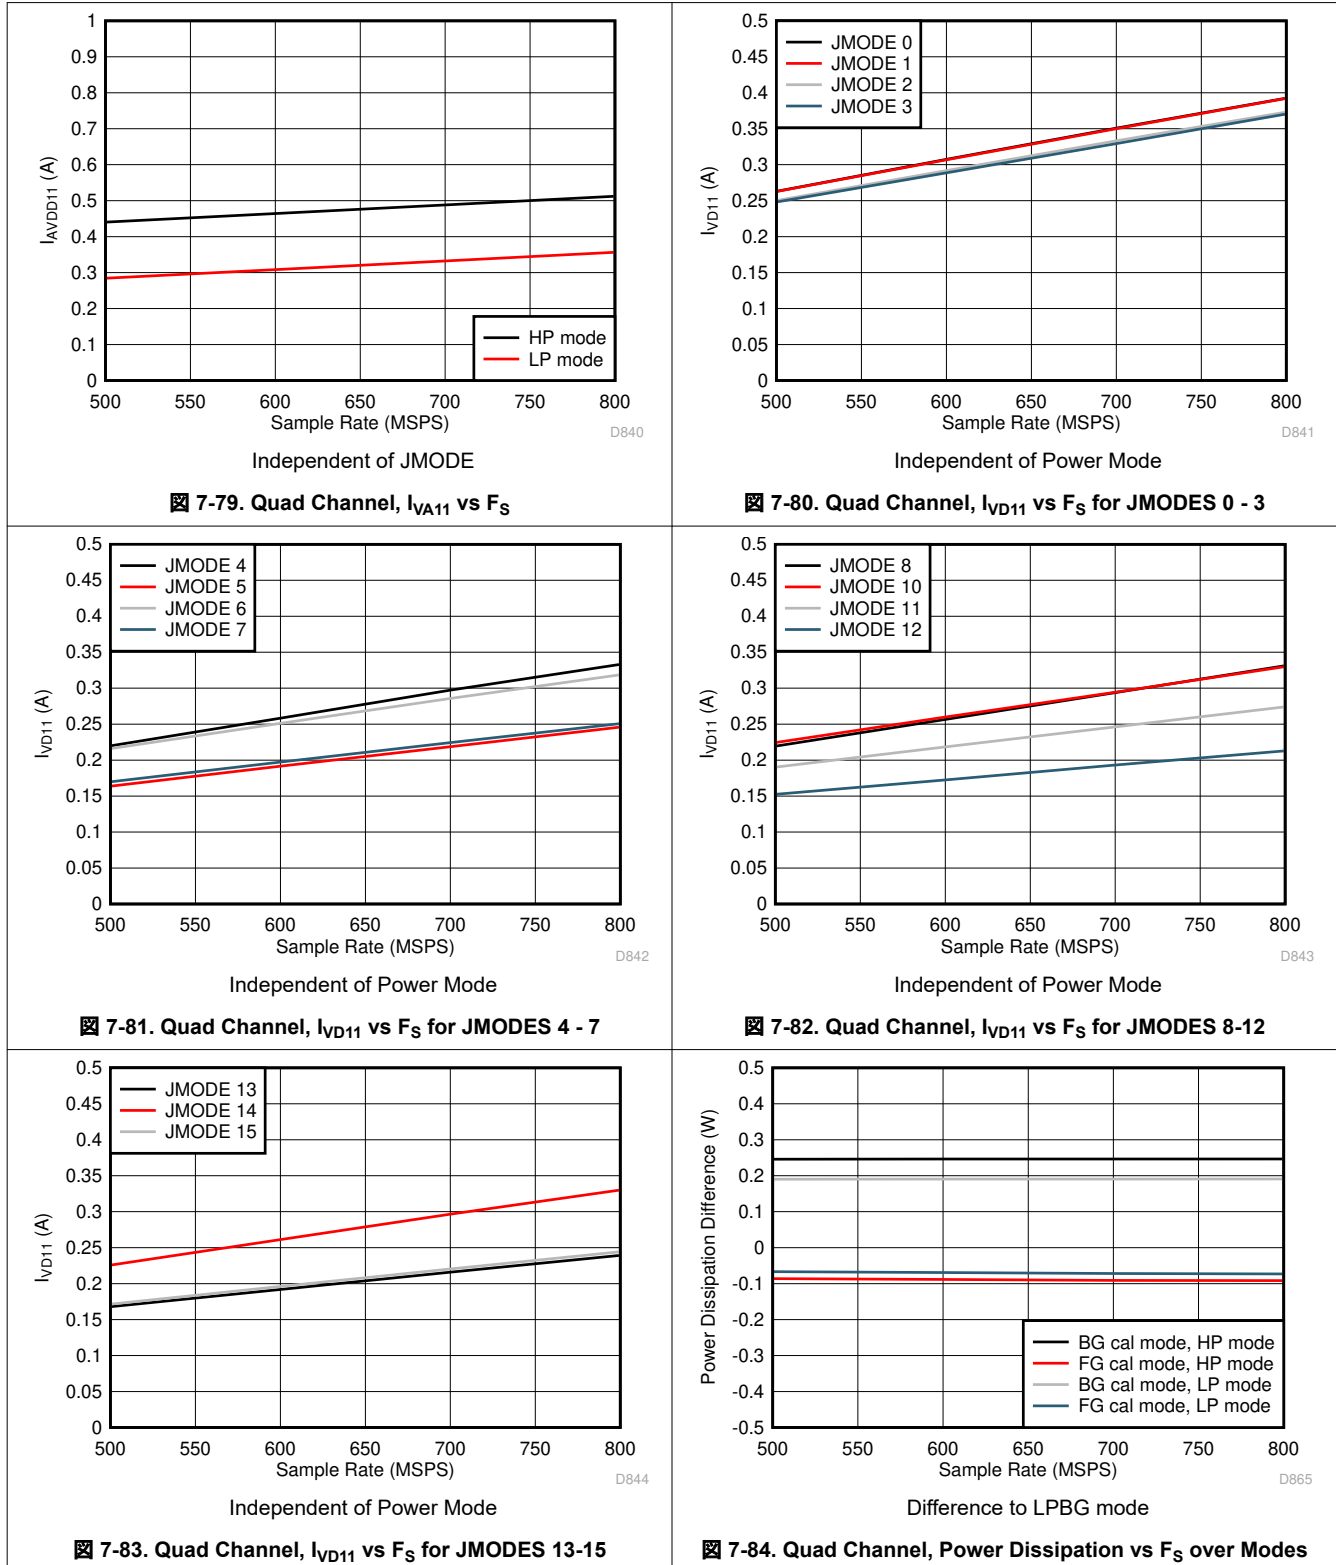 1
0.9
0.8
0.7
0.6
0.5
0.4
0.3
0.2
0.1
0
I_AVDD11 (A)
HP mode
LP mode
500 550 600 650 700 750 800
Sample Rate (MSPS)
D840
Independent of JMODE
図 7-79. Quad Channel, I_VA11 vs F_S
0.5
0.45
0.4
0.35
0.3
0.25
0.2
0.15
0.1
0.05
0
I_VD11 (A)
JMODE 0
JMODE 1
JMODE 2
JMODE 3
500 550 600 650 700 750 800
Sample Rate (MSPS)
D841
Independent of Power Mode
図 7-80. Quad Channel, I_VD11 vs F_S for JMODES 0 - 3
0.5
0.45
0.4
0.35
0.3
0.25
0.2
0.15
0.1
0.05
0
I_VD11 (A)
JMODE 4
JMODE 5
JMODE 6
JMODE 7
500 550 600 650 700 750 800
Sample Rate (MSPS)
D842
Independent of Power Mode
図 7-81. Quad Channel, I_VD11 vs F_S for JMODES 4 - 7
0.5
0.45
0.4
0.35
0.3
0.25
0.2
0.15
0.1
0.05
0
I_VD11 (A)
JMODE 8
JMODE 10
JMODE 11
JMODE 12
500 550 600 650 700 750 800
Sample Rate (MSPS)
D843
Independent of Power Mode
図 7-82. Quad Channel, I_VD11 vs F_S for JMODES 8-12
0.5
0.45
0.4
0.35
0.3
0.25
0.2
0.15
0.1
0.05
0
I_VD11 (A)
JMODE 13
JMODE 14
JMODE 15
500 550 600 650 700 750 800
Sample Rate (MSPS)
D844
Independent of Power Mode
図 7-83. Quad Channel, I_VD11 vs F_S for JMODES 13-15
0.5
0.4
0.3
0.2
0.1
0
-0.1
-0.2
-0.3
-0.4
-0.5
Power Dissipation Difference (W)
BG cal mode, HP mode
FG cal mode, HP mode
BG cal mode, LP mode
FG cal mode, LP mode
500 550 600 650 700 750 800
Sample Rate (MSPS)
D865
Difference to LPBG mode
図 7-84. Quad Channel, Power Dissipation vs F_S over Modes